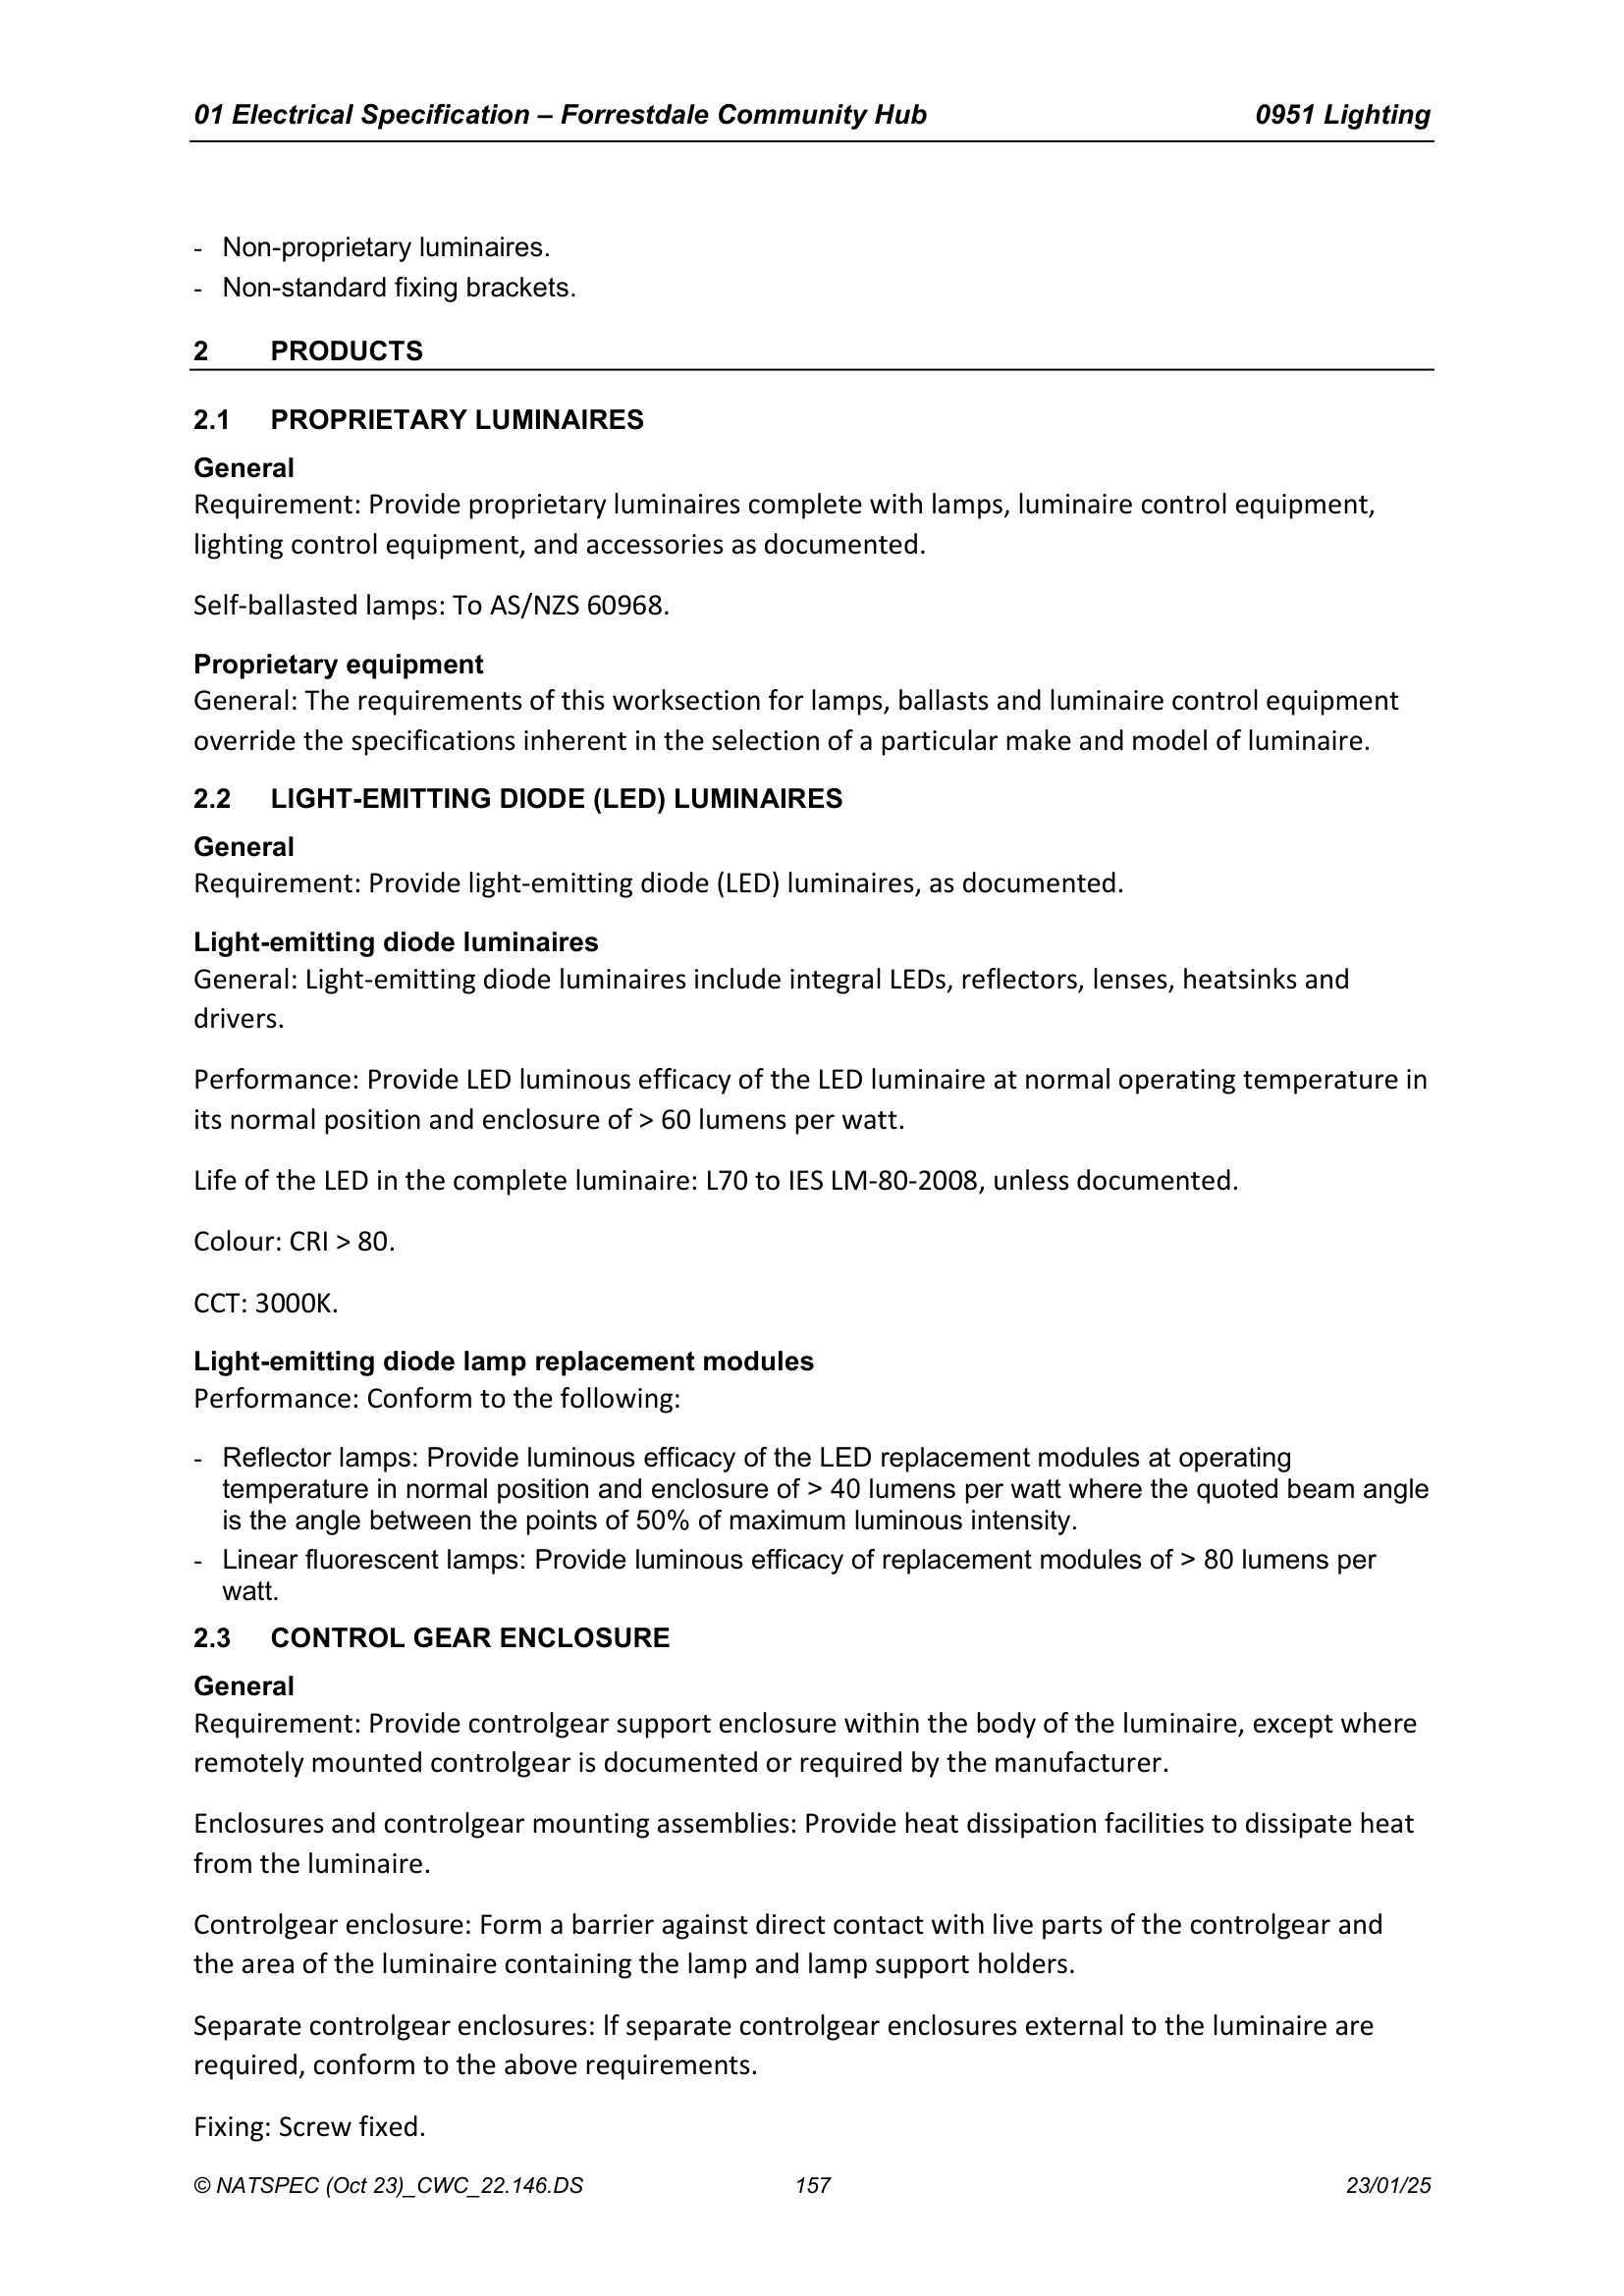 01 Electrical Specification – Forrestdale Community Hub 0951 Lighting
- Non-proprietary luminaires.
- Non-standard fixing brackets.
2 PRODUCTS
2.1 PROPRIETARY LUMINAIRES
General
Requirement: Provide proprietary luminaires complete with lamps, luminaire control equipment,
lighting control equipment, and accessories as documented.
Self-ballasted lamps: To AS/NZS 60968.
Proprietary equipment
General: The requirements of this worksection for lamps, ballasts and luminaire control equipment
override the specifications inherent in the selection of a particular make and model of luminaire.
2.2 LIGHT-EMITTING DIODE (LED) LUMINAIRES
General
Requirement: Provide light-emitting diode (LED) luminaires, as documented.
Light-emitting diode luminaires
General: Light-emitting diode luminaires include integral LEDs, reflectors, lenses, heatsinks and
drivers.
Performance: Provide LED luminous efficacy of the LED luminaire at normal operating temperature in
its normal position and enclosure of > 60 lumens per watt.
Life of the LED in the complete luminaire: L70 to IES LM-80-2008, unless documented.
Colour: CRI > 80.
CCT: 3000K.
Light-emitting diode lamp replacement modules
Performance: Conform to the following:
- Reflector lamps: Provide luminous efficacy of the LED replacement modules at operating
temperature in normal position and enclosure of > 40 lumens per watt where the quoted beam angle
is the angle between the points of 50% of maximum luminous intensity.
- Linear fluorescent lamps: Provide luminous efficacy of replacement modules of > 80 lumens per
watt.
2.3 CONTROL GEAR ENCLOSURE
General
Requirement: Provide controlgear support enclosure within the body of the luminaire, except where
remotely mounted controlgear is documented or required by the manufacturer.
Enclosures and controlgear mounting assemblies: Provide heat dissipation facilities to dissipate heat
from the luminaire.
Controlgear enclosure: Form a barrier against direct contact with live parts of the controlgear and
the area of the luminaire containing the lamp and lamp support holders.
Separate controlgear enclosures: lf separate controlgear enclosures external to the luminaire are
required, conform to the above requirements.
Fixing: Screw fixed.
© NATSPEC (Oct 23)_CWC_22.146.DS 157 23/01/25